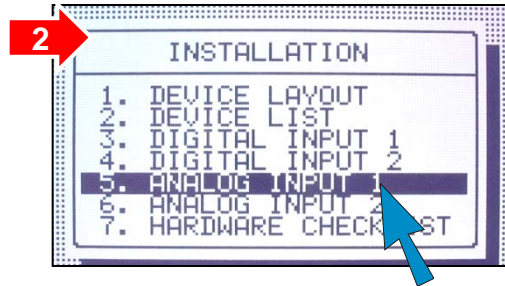 2
INSTALLATION
1. DEVICE LAYOUT
2. DEVICE LIST
3. DIGITAL INPUT 1
4. DIGITAL INPUT 2
5. ANALOG INPUT 1
6. ANALOG INPUT 2
7. HARDWARE